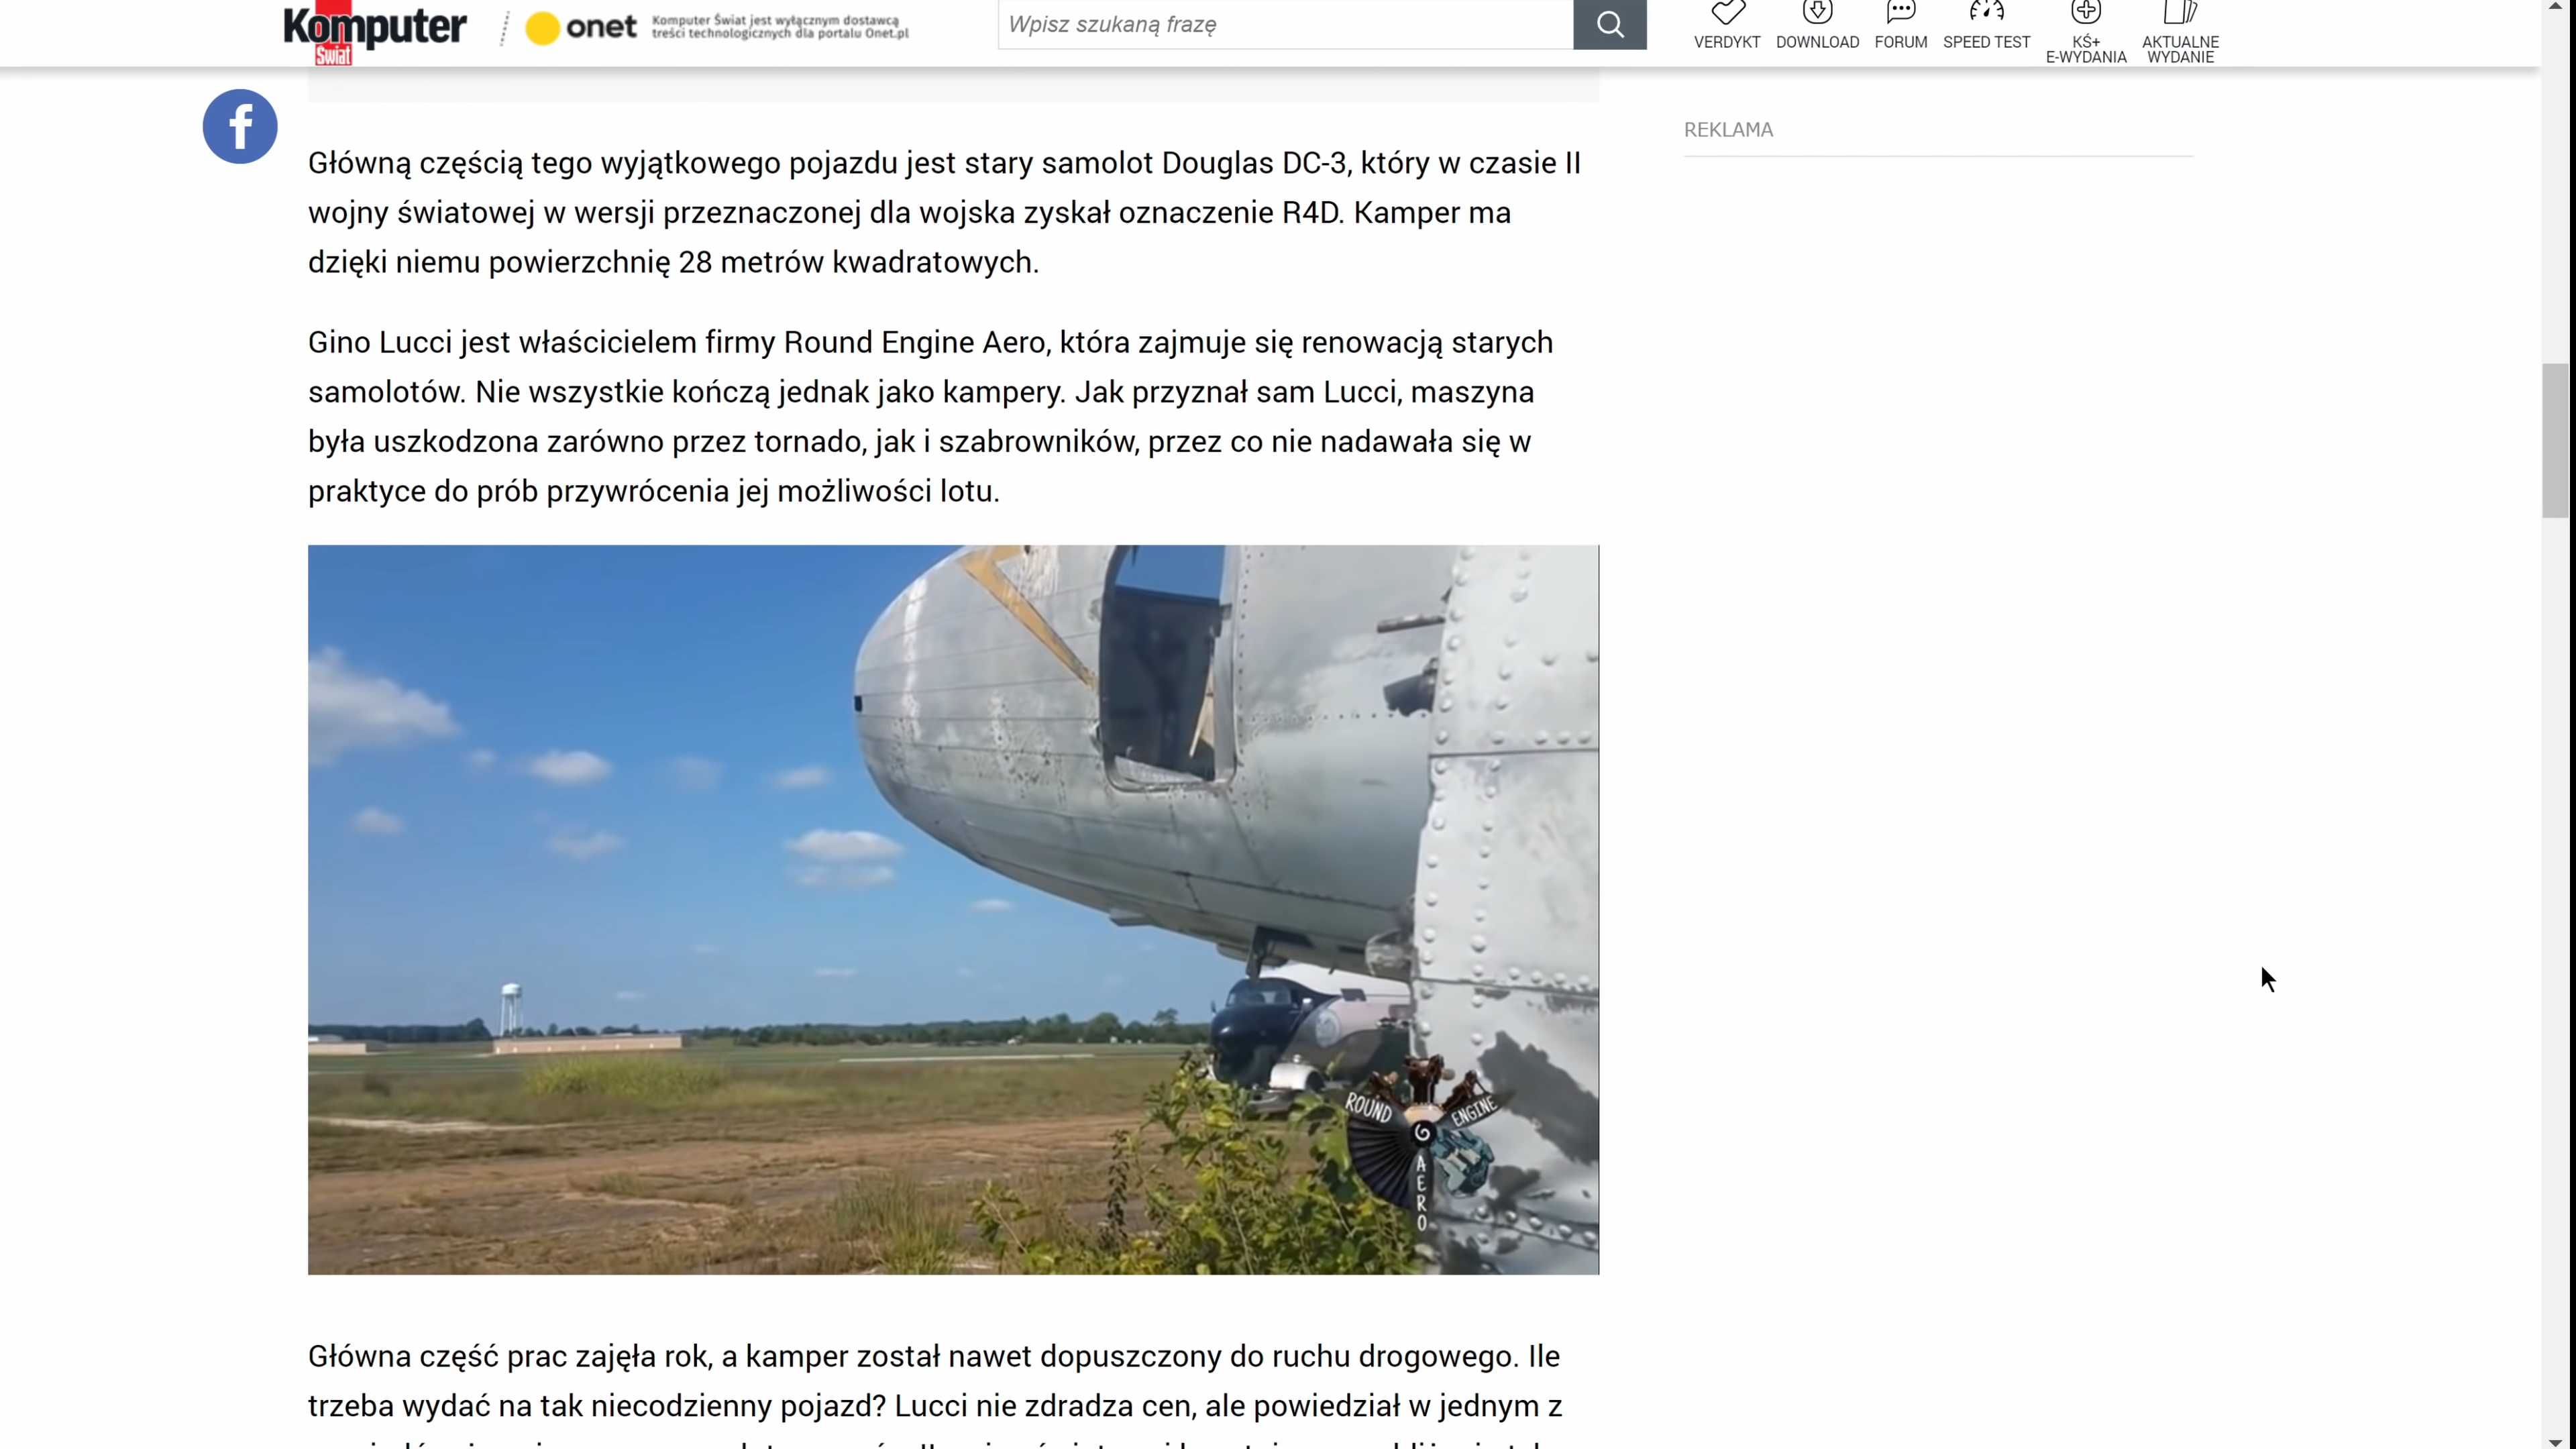 Komputer
Świat
onet
Komputer Świat jest wyłącznym dostawcą
treści technologicznych dla portalu Onet.pl
Wpisz szukaną frazę
VERDYKT
DOWNLOAD
FORUM
SPEED TEST
KŚ+
E-WYDANIA
AKTUALNE
WYDANIE
REKLAMA
Główną częścią tego wyjątkowego pojazdu jest stary samolot Douglas DC-3, który w czasie II
wojny światowej w wersji przeznaczonej dla wojska zyskał oznaczenie R4D. Kamper ma
dzięki niemu powierzchnię 28 metrów kwadratowych.
Gino Lucci jest właścicielem firmy Round Engine Aero, która zajmuje się renowacją starych
samolotów. Nie wszystkie kończą jednak jako kampery. Jak przyznał sam Lucci, maszyna
była uszkodzona zarówno przez tornado, jak i szabrowników, przez co nie nadawała się w
praktyce do prób przywrócenia jej możliwości lotu.
ROUND
ENGINE
AERO
Główna część prac zajęła rok, a kamper został nawet dopuszczony do ruchu drogowego. Ile
trzeba wydać na tak niecodzienny pojazd? Lucci nie zdradza cen, ale powiedział w jednym z